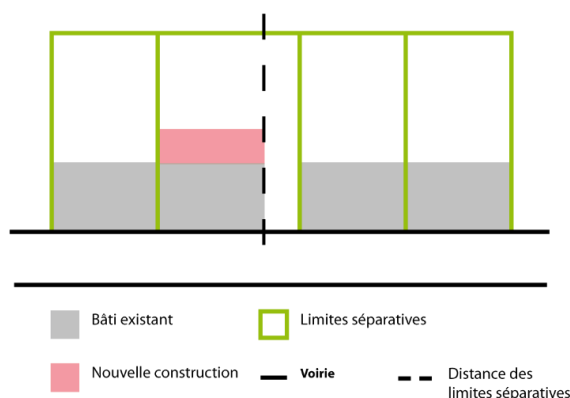 Bâti existant
Limites séparatives
Nouvelle construction
Voirie
Distance des
limites séparatives